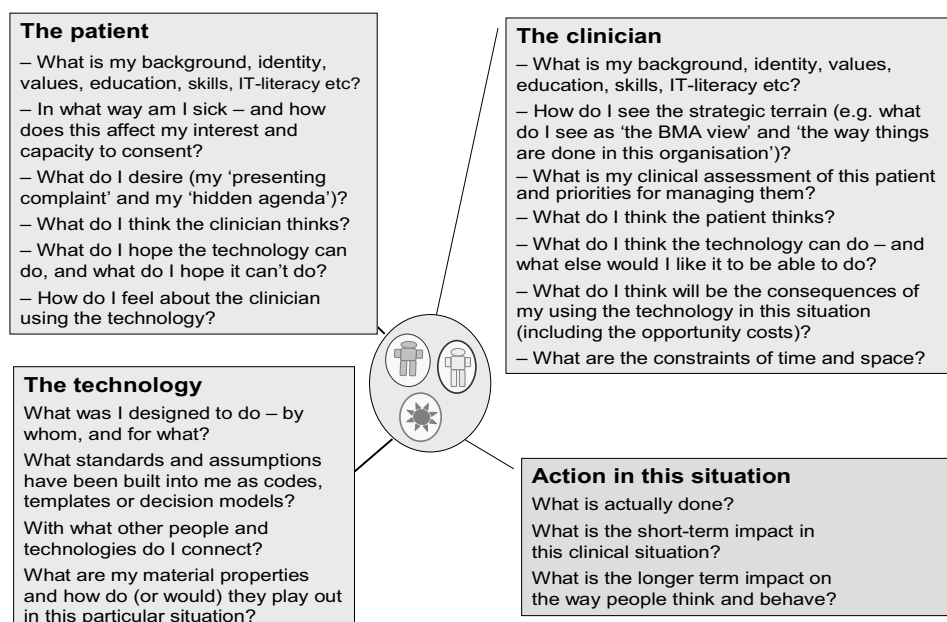 The patient
– What is my background, identity,
values, education, skills, IT-literacy etc?
– In what way am I sick – and how
does this affect my interest and
capacity to consent?
– What do I desire (my ‘presenting
complaint’ and my ‘hidden agenda’)?
– What do I think the clinician thinks?
– What do I hope the technology can
do, and what do I hope it can’t do?
– How do I feel about the clinician
using the technology?
The clinician
– What is my background, identity, values,
education, skills, IT-literacy etc?
– How do I see the strategic terrain (e.g. what
do I see as ‘the BMA view’ and ‘the way things
are done in this organisation’)?
– What is my clinical assessment of this patient
and priorities for managing them?
– What do I think the patient thinks?
– What do I think the technology can do – and
what else would I like it to be able to do?
– What do I think will be the consequences of
my using the technology in this situation
(including the opportunity costs)?
– What are the constraints of time and space?
The technology
What was I designed to do – by
whom, and for what?
What standards and assumptions
have been built into me as codes,
templates or decision models?
With what other people and
technologies do I connect?
What are my material properties
and how do (or would) they play out
in this particular situation?
Action in this situation
What is actually done?
What is the short-term impact in
this clinical situation?
What is the longer term impact on
the way people think and behave?